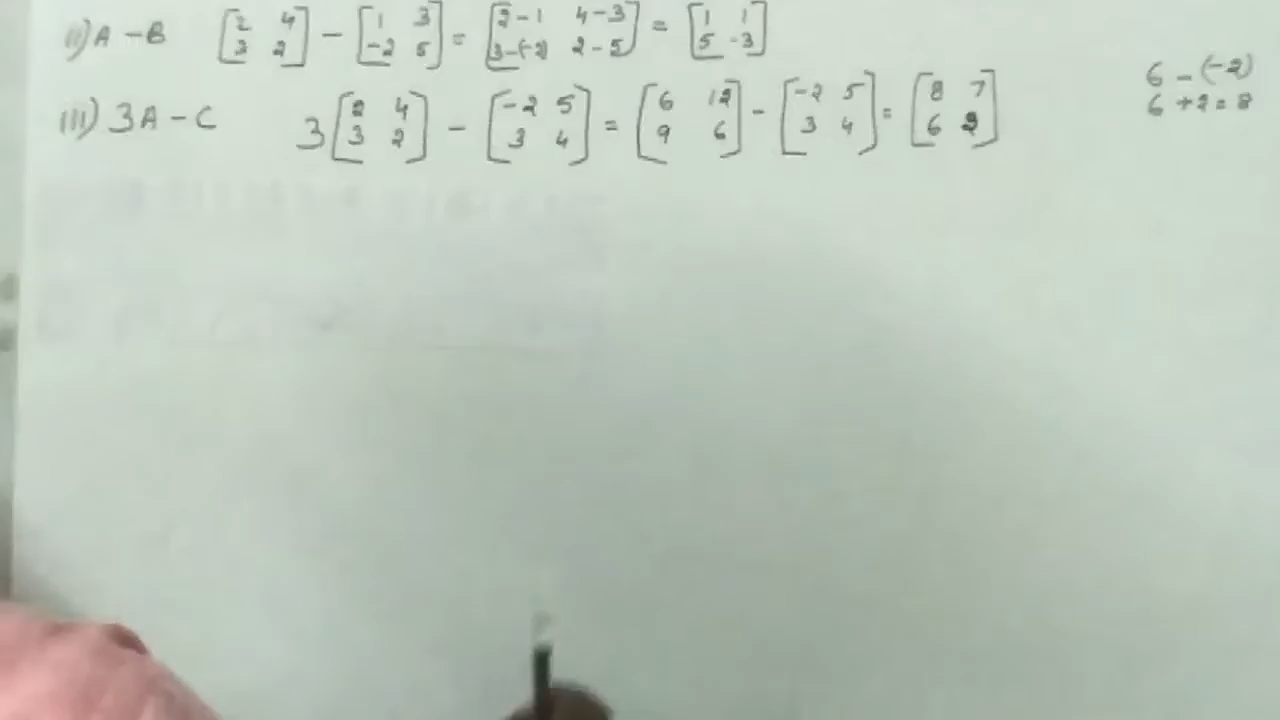 ii) A - B [2 4 3 2] - [1 3 -2 5] = [2-1 4-3 3-(-2) 2-5] = [1 1 5 -3]
iii) 3A - C 3[2 4 3 2] - [-2 5 3 4] = [6 12 9 6] - [-2 5 3 4] = [8 7 6 2]
6 - (-2)
6 + 2 = 8